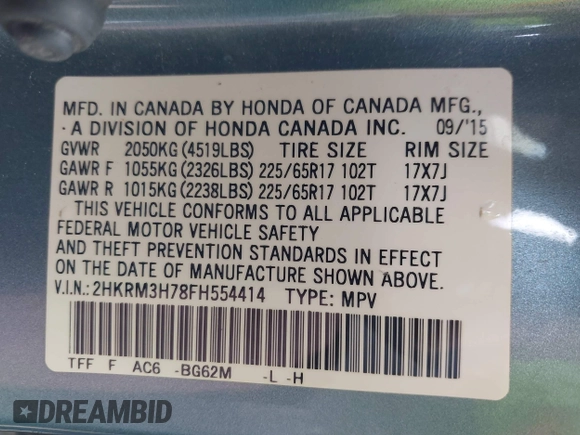 MFD. IN CANADA BY HONDA OF CANADA MFG.,
A DIVISION OF HONDA CANADA INC. 09/'15
GVWR 2050KG (4519LBS) TIRE SIZE RIM SIZE
GAWR F 1055KG (2326LBS) 225/65R17 102T 17X7J
GAWR R 1015KG (2238LBS) 225/65R17 102T 17X7J
THIS VEHICLE CONFORMS TO ALL APPLICABLE
FEDERAL MOTOR VEHICLE SAFETY
AND THEFT PREVENTION STANDARDS IN EFFECT
ON THE DATE OF MANUFACTURE SHOWN ABOVE.
V.I.N.: 2HKRM3H78FH554414 TYPE: MPV
TFF F AC6 -BG62M -L -H
DREAMBID